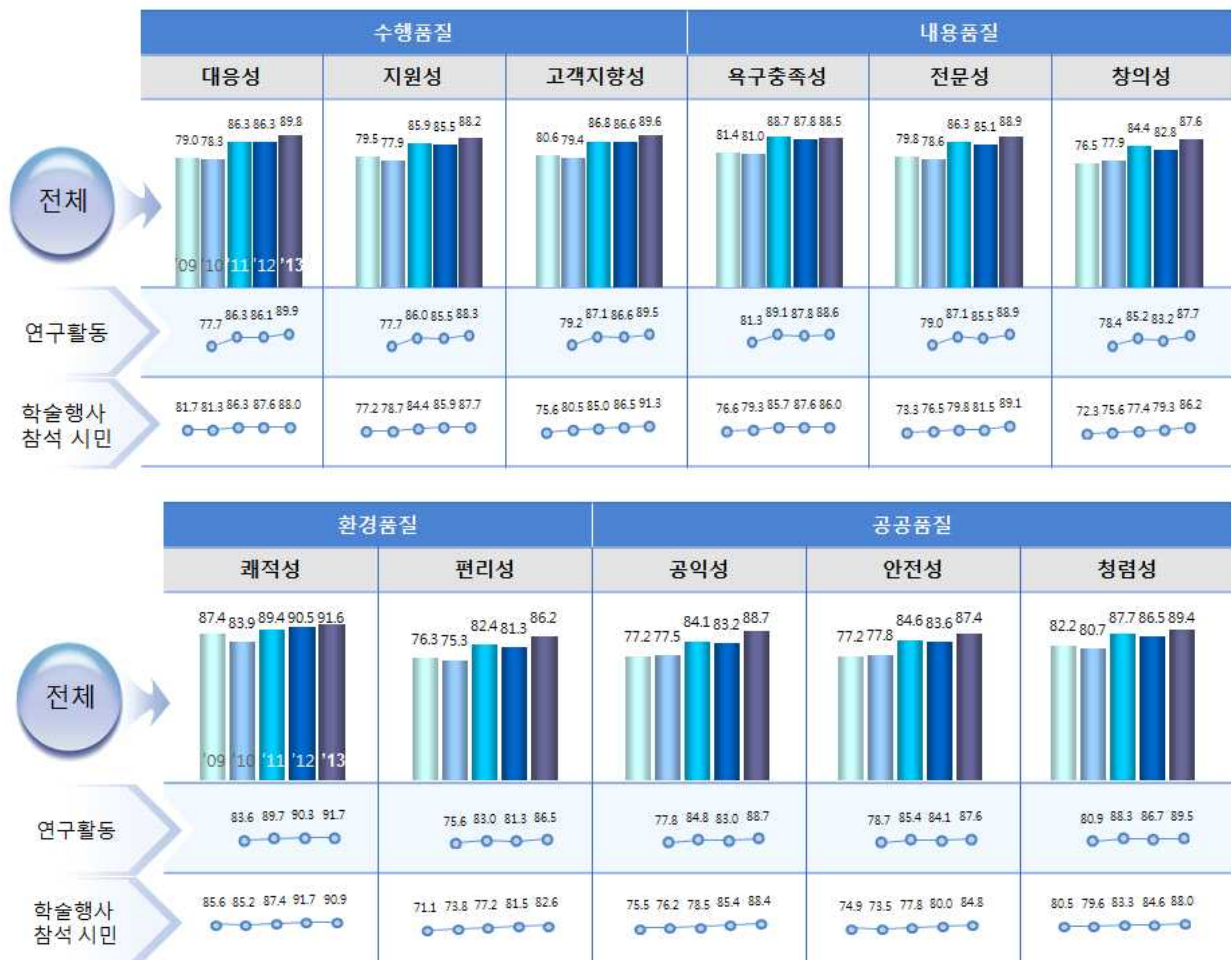 수행품질 내용품질
대응성 지원성 고객지향성 욕구충족성 전문성 창의성
전체
79.0 78.3 86.3 86.3 89.8 79.5 77.9 85.9 85.5 88.2 80.6 79.4 86.8 86.6 89.6 81.4 81.0 88.7 87.8 88.5 79.8 78.6 86.3 85.1 88.9 76.5 77.9 84.4 82.8 87.6
'09 '10 '11 '12 '13
연구활동
77.7 86.3 86.1 89.9 77.7 86.0 85.5 88.3 79.2 87.1 86.6 89.5 81.3 89.1 87.8 88.6 79.0 87.1 85.5 88.9 78.4 85.2 83.2 87.7
학술행사
참석 시민
81.7 81.3 86.3 87.6 88.0 77.2 78.7 84.4 85.9 87.7 75.6 80.5 85.0 86.5 91.3 76.6 79.3 85.7 87.6 86.0 73.3 76.5 79.8 81.5 89.1 72.3 75.6 77.4 79.3 86.2
환경품질 공공품질
쾌적성 편리성 공익성 안전성 청렴성
전체
87.4 83.9 89.4 90.5 91.6 76.3 75.3 82.4 81.3 86.2 77.2 77.5 84.1 83.2 88.7 77.2 77.8 84.6 83.6 87.4 82.2 80.7 87.7 86.5 89.4
'09 '10 '11 '12 '13
연구활동
83.6 89.7 90.3 91.7 75.6 83.0 81.3 86.5 77.8 84.8 83.0 88.7 78.7 85.4 84.1 87.6 80.9 88.3 86.7 89.5
학술행사
참석 시민
85.6 85.2 87.4 91.7 90.9 71.1 73.8 77.2 81.5 82.6 75.5 76.2 78.5 85.4 88.4 74.9 73.5 77.8 80.0 84.8 80.5 79.6 83.3 84.6 88.0